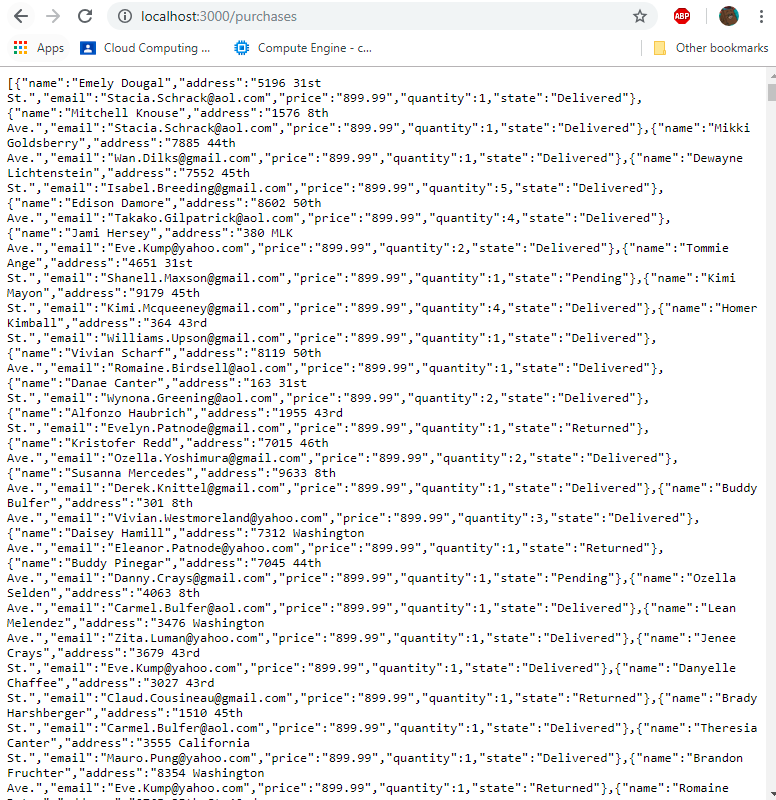 localhost:3000/purchases
ABP
Apps Cloud Computing ... Compute Engine - c... Other bookmarks
[{"name":"Emely Dougal","address":"5196 31st
St.","email":"Stacia.Schrack@aol.com","price":"899.99","quantity":1,"state":"Delivered"},
{"name":"Mitchell Knouse","address":"1576 8th
Ave.","email":"Stacia.Schrack@aol.com","price":"899.99","quantity":1,"state":"Delivered"},{"name":"Mikki
Goldsberry","address":"7885 44th
Ave.","email":"Wan.Dilks@gmail.com","price":"899.99","quantity":1,"state":"Delivered"},{"name":"Dewayne
Lichtenstein","address":"7552 45th
St.","email":"Isabel.Breeding@gmail.com","price":"899.99","quantity":5,"state":"Delivered"},
{"name":"Edison Damore","address":"8602 50th
Ave.","email":"Takako.Gilpatrick@aol.com","price":"899.99","quantity":4,"state":"Delivered"},
{"name":"Jami Hersey","address":"380 MLK
Ave.","email":"Eve.Kump@yahoo.com","price":"899.99","quantity":2,"state":"Delivered"},{"name":"Tommie
Ange","address":"4651 31st
St.","email":"Shanell.Maxson@gmail.com","price":"899.99","quantity":1,"state":"Pending"},{"name":"Kimi
Mayon","address":"9179 45th
St.","email":"Kimi.Mcqueeney@gmail.com","price":"899.99","quantity":4,"state":"Delivered"},{"name":"Homer
Kimball","address":"364 43rd
St.","email":"Williams.Upson@gmail.com","price":"899.99","quantity":1,"state":"Delivered"},
{"name":"Vivian Scharf","address":"8119 50th
Ave.","email":"Romaine.Birdsell@aol.com","price":"899.99","quantity":1,"state":"Delivered"},
{"name":"Danae Canter","address":"163 31st
St.","email":"Wynona.Greening@aol.com","price":"899.99","quantity":2,"state":"Delivered"},
{"name":"Alfonzo Haubrich","address":"1955 43rd
St.","email":"Evelyn.Patnode@gmail.com","price":"899.99","quantity":1,"state":"Returned"},
{"name":"Kristofer Redd","address":"7015 46th
Ave.","email":"Ozella.Yoshimura@gmail.com","price":"899.99","quantity":2,"state":"Delivered"},
{"name":"Susanna Mercedes","address":"9633 8th
Ave.","email":"Derek.Knittel@gmail.com","price":"899.99","quantity":1,"state":"Delivered"},{"name":"Buddy
Bulfer","address":"301 8th
Ave.","email":"Vivian.Westmoreland@yahoo.com","price":"899.99","quantity":3,"state":"Delivered"},
{"name":"Daisey Hamill","address":"7312 Washington
Ave.","email":"Eleanor.Patnode@yahoo.com","price":"899.99","quantity":1,"state":"Returned"},
{"name":"Buddy Pinegar","address":"7045 44th
Ave.","email":"Danny.Crays@gmail.com","price":"899.99","quantity":1,"state":"Pending"},{"name":"Ozella
Selden","address":"4063 8th
Ave.","email":"Carmel.Bulfer@aol.com","price":"899.99","quantity":1,"state":"Delivered"},{"name":"Lean
Melendez","address":"3476 Washington
Ave.","email":"Zita.Luman@yahoo.com","price":"899.99","quantity":1,"state":"Delivered"},{"name":"Jenee
Crays","address":"3679 43rd
St.","email":"Eve.Kump@yahoo.com","price":"899.99","quantity":1,"state":"Delivered"},{"name":"Danyelle
Chaffee","address":"3027 43rd
St.","email":"Claud.Cousineau@gmail.com","price":"899.99","quantity":1,"state":"Returned"},{"name":"Brady
Harshberger","address":"1510 45th
St.","email":"Carmel.Bulfer@aol.com","price":"899.99","quantity":1,"state":"Delivered"},{"name":"Theresia
Canter","address":"3555 California
St.","email":"Mauro.Pung@yahoo.com","price":"899.99","quantity":1,"state":"Delivered"},{"name":"Brandon
Fruchter","address":"8354 Washington
Ave.","email":"Eve.Kump@yahoo.com","price":"899.99","quantity":1,"state":"Returned"},{"name":"Romaine